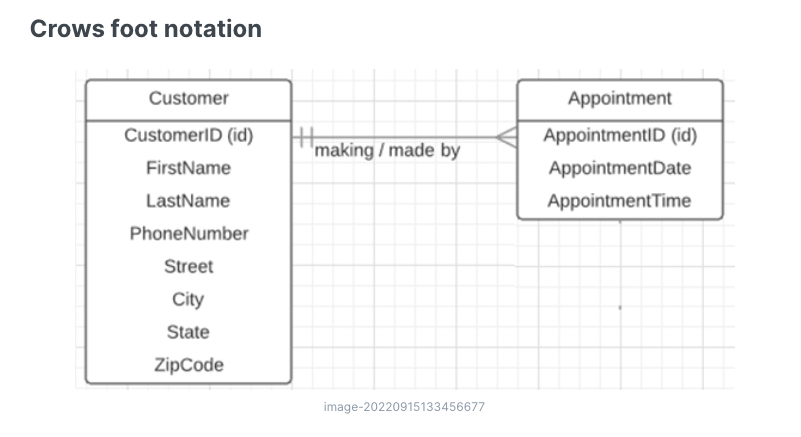 Crows foot notation
Customer
CustomerID (id)
FirstName
LastName
PhoneNumber
Street
City
State
ZipCode
making / made by
Appointment
AppointmentID (id)
AppointmentDate
AppointmentTime
image-20220915133456677